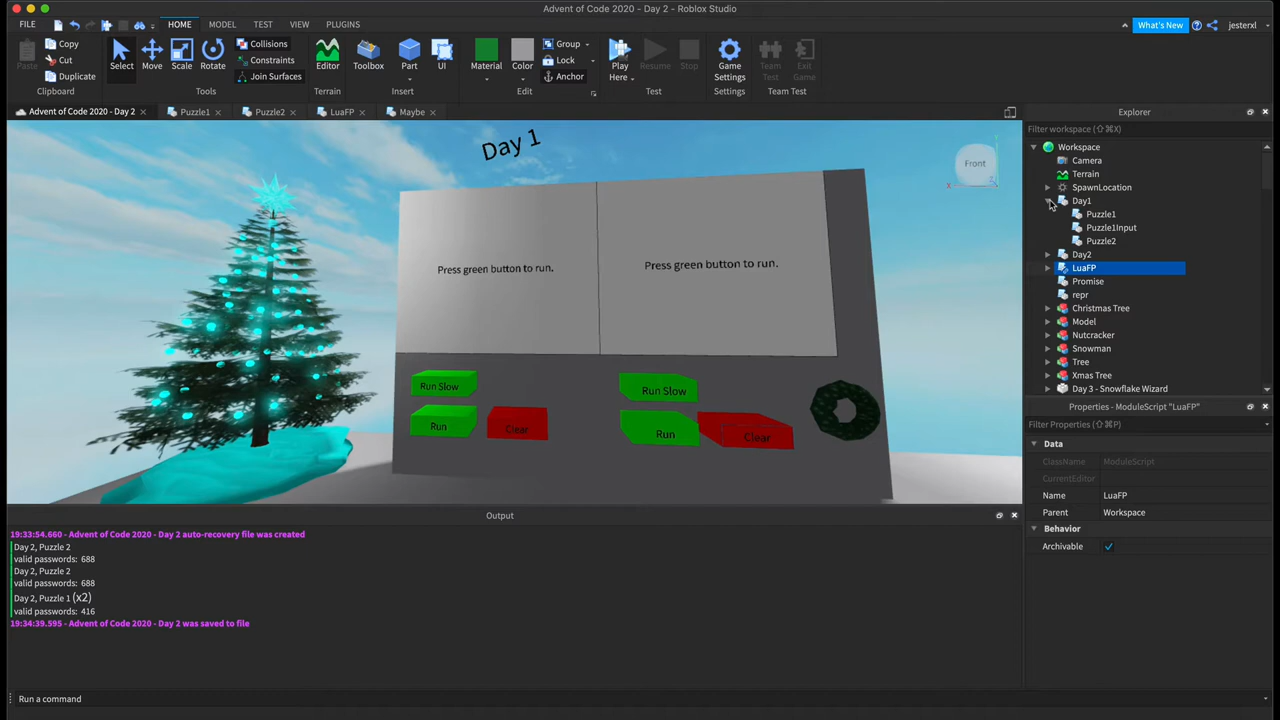 Advent of Code 2020 - Day 2 - Roblox Studio
FILE
HOME
MODEL
TEST
VIEW
PLUGINS
What's New
jesterxl
Paste
Copy
Cut
Duplicate
Clipboard
Select
Move
Scale
Rotate
Collisions
Constraints
Join Surfaces
Tools
Editor
Terrain
Toolbox
Part
UI
Insert
Material
Color
Group
Lock
Anchor
Edit
Play
Here
Resume
Stop
Test
Game
Settings
Settings
Team
Test
Exit
Game
Team Test
Advent of Code 2020 - Day 2
Puzzle1
Puzzle2
LuaFP
Maybe
Day 1
Press green button to run.
Press green button to run.
Run Slow
Run
Clear
Run Slow
Run
Clear
Front
Explorer
Filter workspace (⇧⌘X)
Workspace
Camera
Terrain
SpawnLocation
Day1
Puzzle1
Puzzle1Input
Puzzle2
Day2
LuaFP
Promise
repr
Christmas Tree
Model
Nutcracker
Snowman
Tree
Xmas Tree
Day 3 - Snowflake Wizard
Properties - ModuleScript "LuaFP"
Filter Properties (⇧⌘P)
Data
ClassName ModuleScript
CurrentEditor
Name LuaFP
Parent Workspace
Behavior
Archivable
Output
19:33:54.660 - Advent of Code 2020 - Day 2 auto-recovery file was created
Day 2, Puzzle 2
valid passwords: 688
Day 2, Puzzle 2
valid passwords: 688
Day 2, Puzzle 1 (x2)
valid passwords: 416
19:34:39.595 - Advent of Code 2020 - Day 2 was saved to file
Run a command